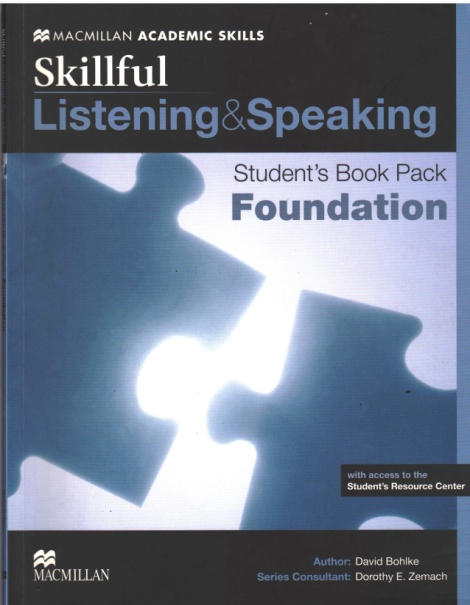 MACMILLAN ACADEMIC SKILLS
Skillful
Listening&Speaking
Student's Book Pack
Foundation
with access to the
Student's Resource Center
Author: David Bohlke
Series Consultant: Dorothy E. Zemach
MACMILLAN